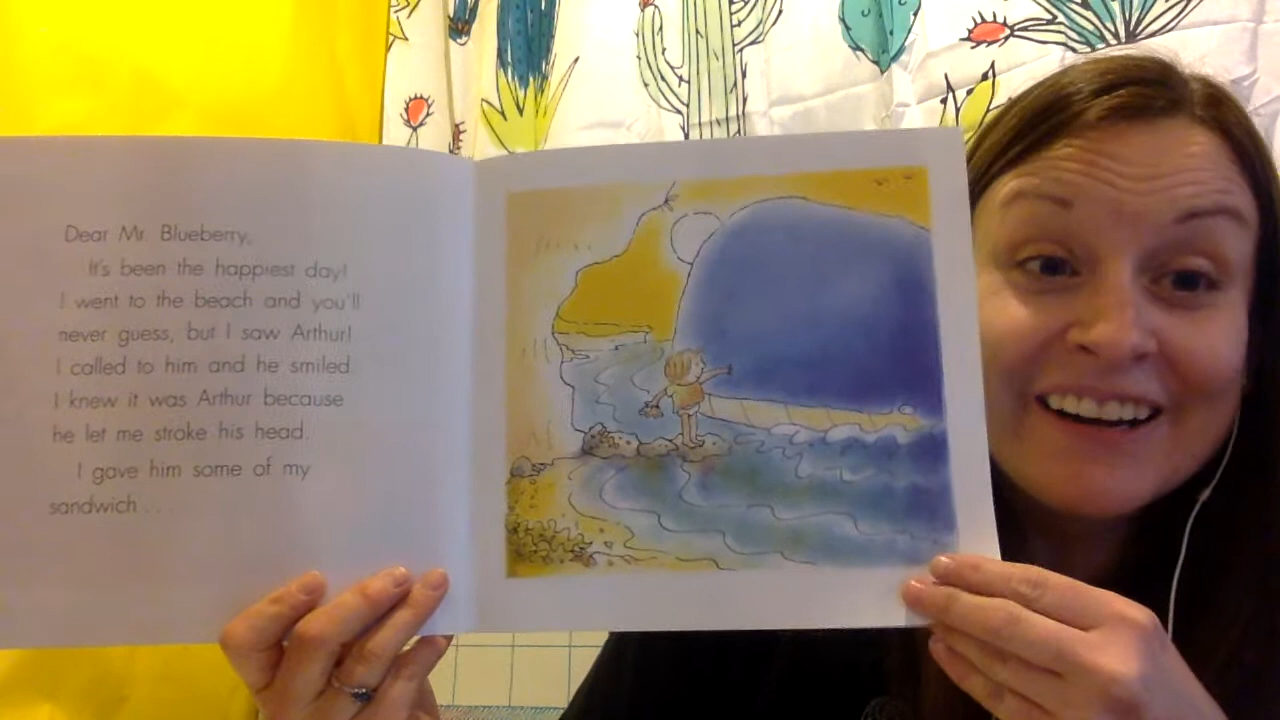 Dear Mr. Blueberry,
It's been the happiest day!
I went to the beach and you'll
never guess, but I saw Arthur!
I called to him and he smiled.
I knew it was Arthur because
he let me stroke his head.
I gave him some of my
sandwich . . .